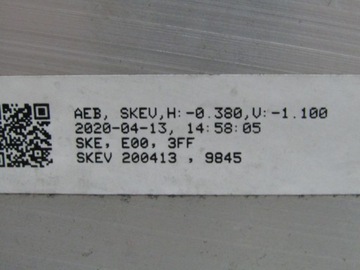 AEB, SKEV,H:-0.380,V:-1.100
2020-04-13, 14:58:05
SKE, E00, 3FF
SKEV 200413 , 9845